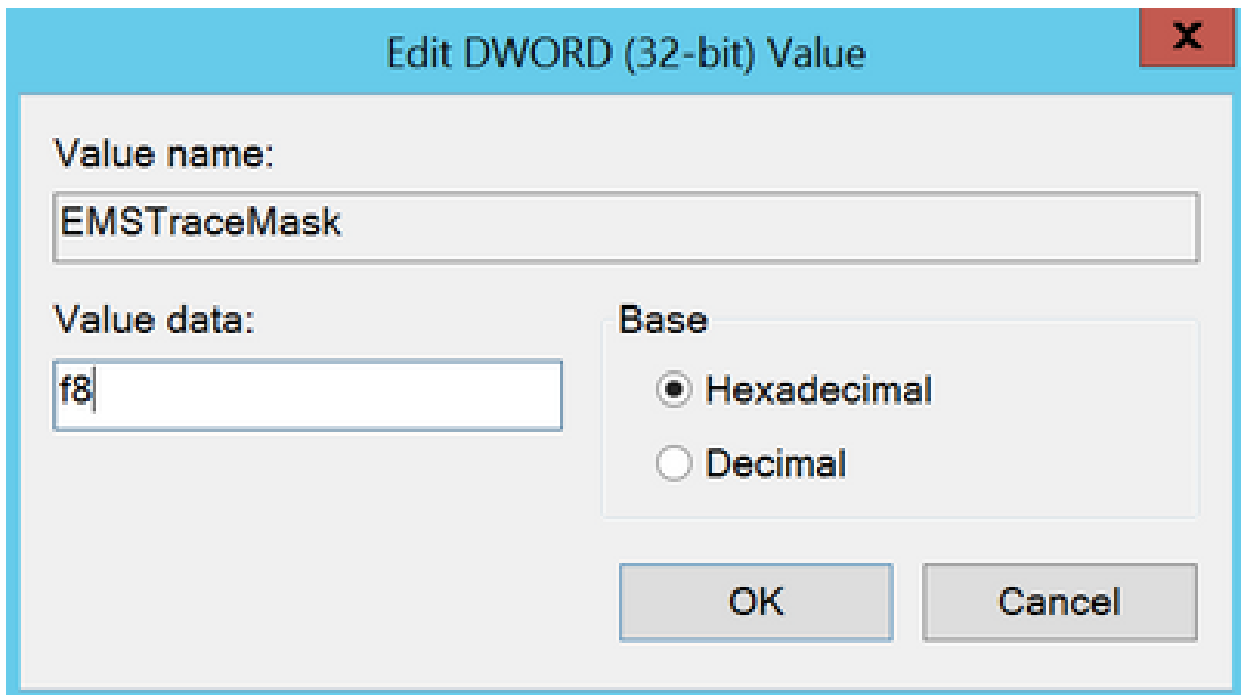 Edit DWORD (32-bit) Value
X
Value name:
EMSTraceMask
Value data:
f8
Base
Hexadecimal
Decimal
OK
Cancel